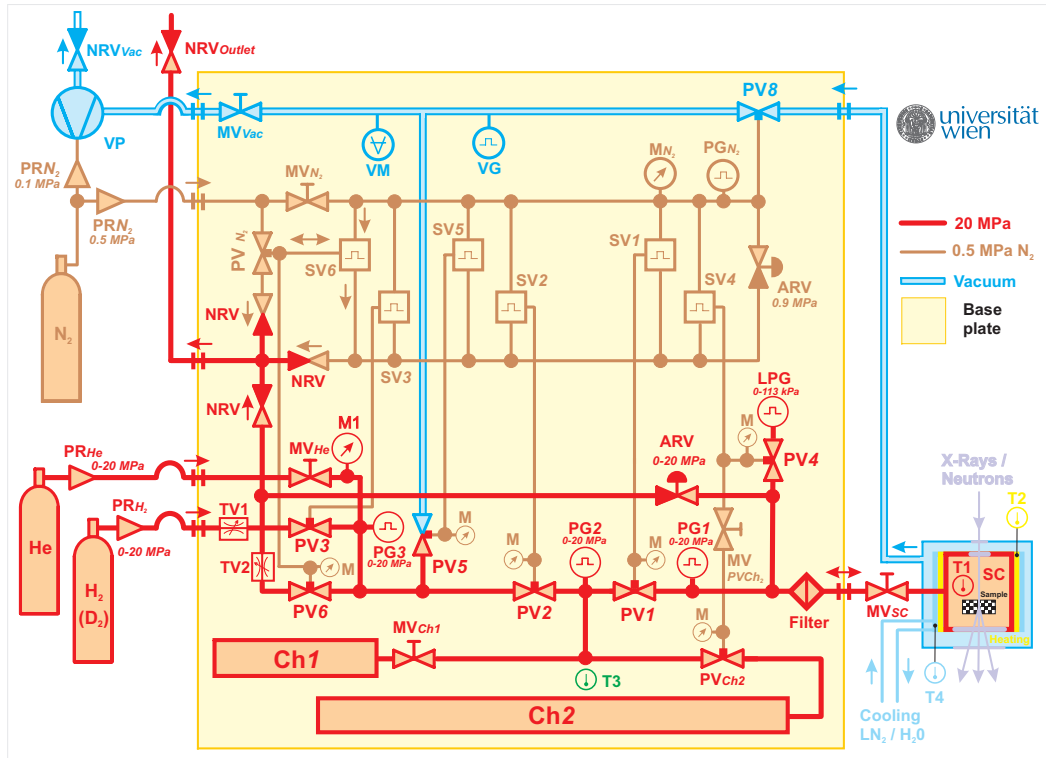 NRVVac
NRVOutlet
PV8
universität
wien
VP
MVVac
VM
VG
MN₂
PGN₂
PRN₂
0.1 MPa
MVN₂
PRN₂
0.5 MPa
20 MPa
0.5 MPa N₂
Vacuum
Base
plate
PV N₂
SV6
SV5
SV2
SV1
SV4
ARV
0.9 MPa
N₂
NRV
NRV
SV3
NRV
LPG
0-113 kPa
M1
M
PRHe
0-20 MPa
MVHe
ARV
0-20 MPa
PV4
X-Rays /
Neutrons
T2
He
PRH₂
0-20 MPa
TV1
PV3
PG3
0-20 MPa
M
PV5
M
PG2
0-20 MPa
M
PG1
0-20 MPa
MV
PVCh₂
T1
SC
Sample
H₂
(D₂)
TV2
M
PV6
PV2
PV1
Filter
MVSC
Heating
Ch1
MVCh1
M
PVCh2
T3
T4
Ch2
Cooling
LN₂ / H₂0